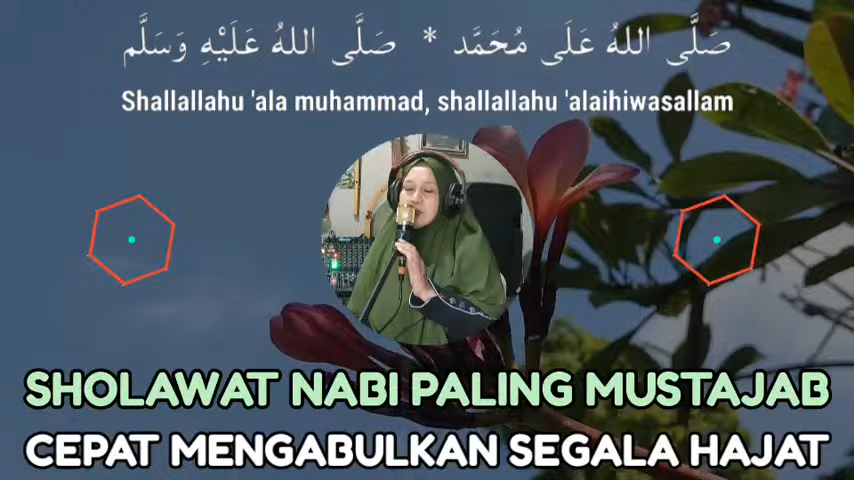 صَلَّى اللهُ عَلَى مُحَمَّد * صَلَّى اللهُ عَلَيْهِ وَسَلَّم
Shallallahu 'ala muhammad, shallallahu 'alaihiwasallam
SHOLAWAT NABI PALING MUSTAJAB
CEPAT MENGABULKAN SEGALA HAJAT